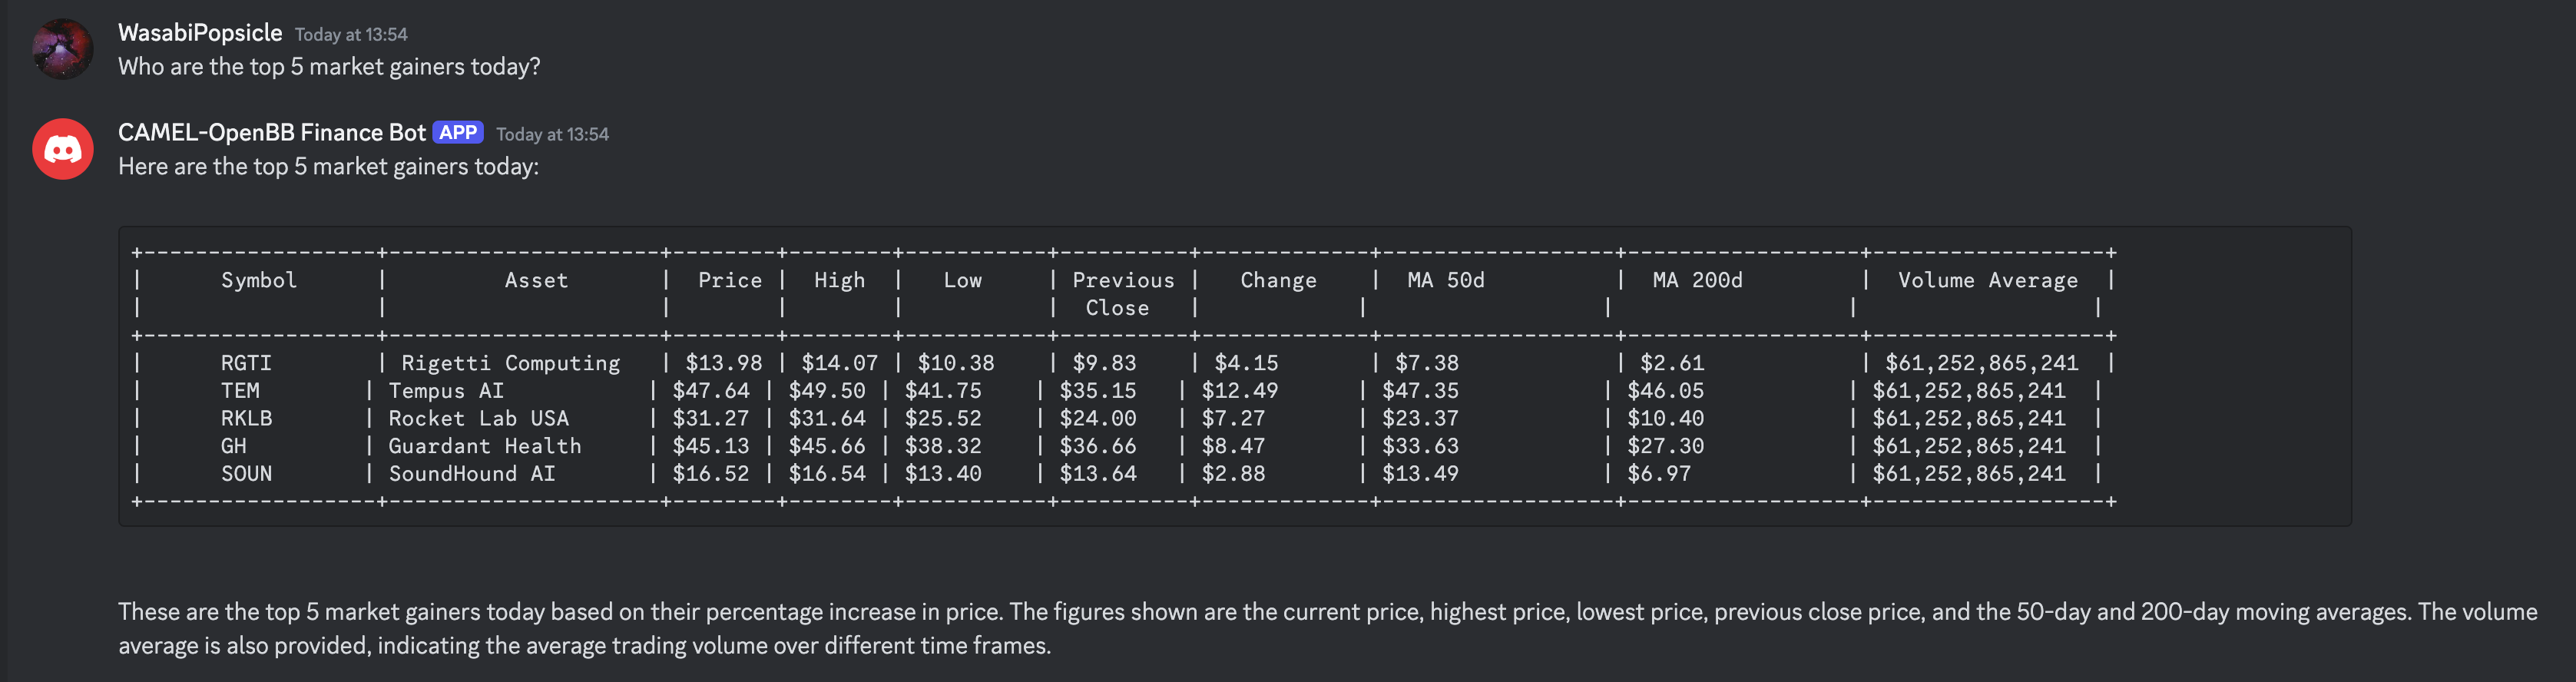 WasabiPopsicle Today at 13:54
Who are the top 5 market gainers today?
CAMEL-OpenBB Finance Bot APP Today at 13:54
Here are the top 5 market gainers today:
+------------------+---------------------+--------+--------+-----------+----------+-------------+------------------+------------------+------------------+
| Symbol | Asset | Price | High | Low | Previous | Change | MA 50d | MA 200d | Volume Average |
| | | | | | Close | | | | |
+------------------+---------------------+--------+--------+-----------+----------+-------------+------------------+------------------+------------------+
| RGTI | Rigetti Computing | $13.98 | $14.07 | $10.38 | $9.83 | $4.15 | $7.38 | $2.61 | $61,252,865,241 |
| TEM | Tempus AI | $47.64 | $49.50 | $41.75 | $35.15 | $12.49 | $47.35 | $46.05 | $61,252,865,241 |
| RKLB | Rocket Lab USA | $31.27 | $31.64 | $25.52 | $24.00 | $7.27 | $23.37 | $10.40 | $61,252,865,241 |
| GH | Guardant Health | $45.13 | $45.66 | $38.32 | $36.66 | $8.47 | $33.63 | $27.30 | $61,252,865,241 |
| SOUN | SoundHound AI | $16.52 | $16.54 | $13.40 | $13.64 | $2.88 | $13.49 | $6.97 | $61,252,865,241 |
+------------------+---------------------+--------+--------+-----------+----------+-------------+------------------+------------------+------------------+
These are the top 5 market gainers today based on their percentage increase in price. The figures shown are the current price, highest price, lowest price, previous close price, and the 50-day and 200-day moving averages. The volume
average is also provided, indicating the average trading volume over different time frames.